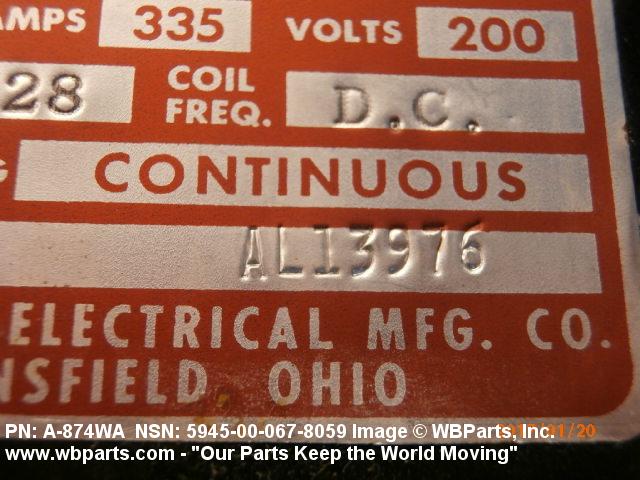 AMPS 335 VOLTS 200
28 COIL FREQ. D.C.
CONTINUOUS
AL13976
ELECTRICAL MFG. CO.
NSFIELD, OHIO
PN: A-874WA NSN: 5945-00-067-8059 Image © WBParts, Inc.
www.wbparts.com - "Our Parts Keep the World Moving"